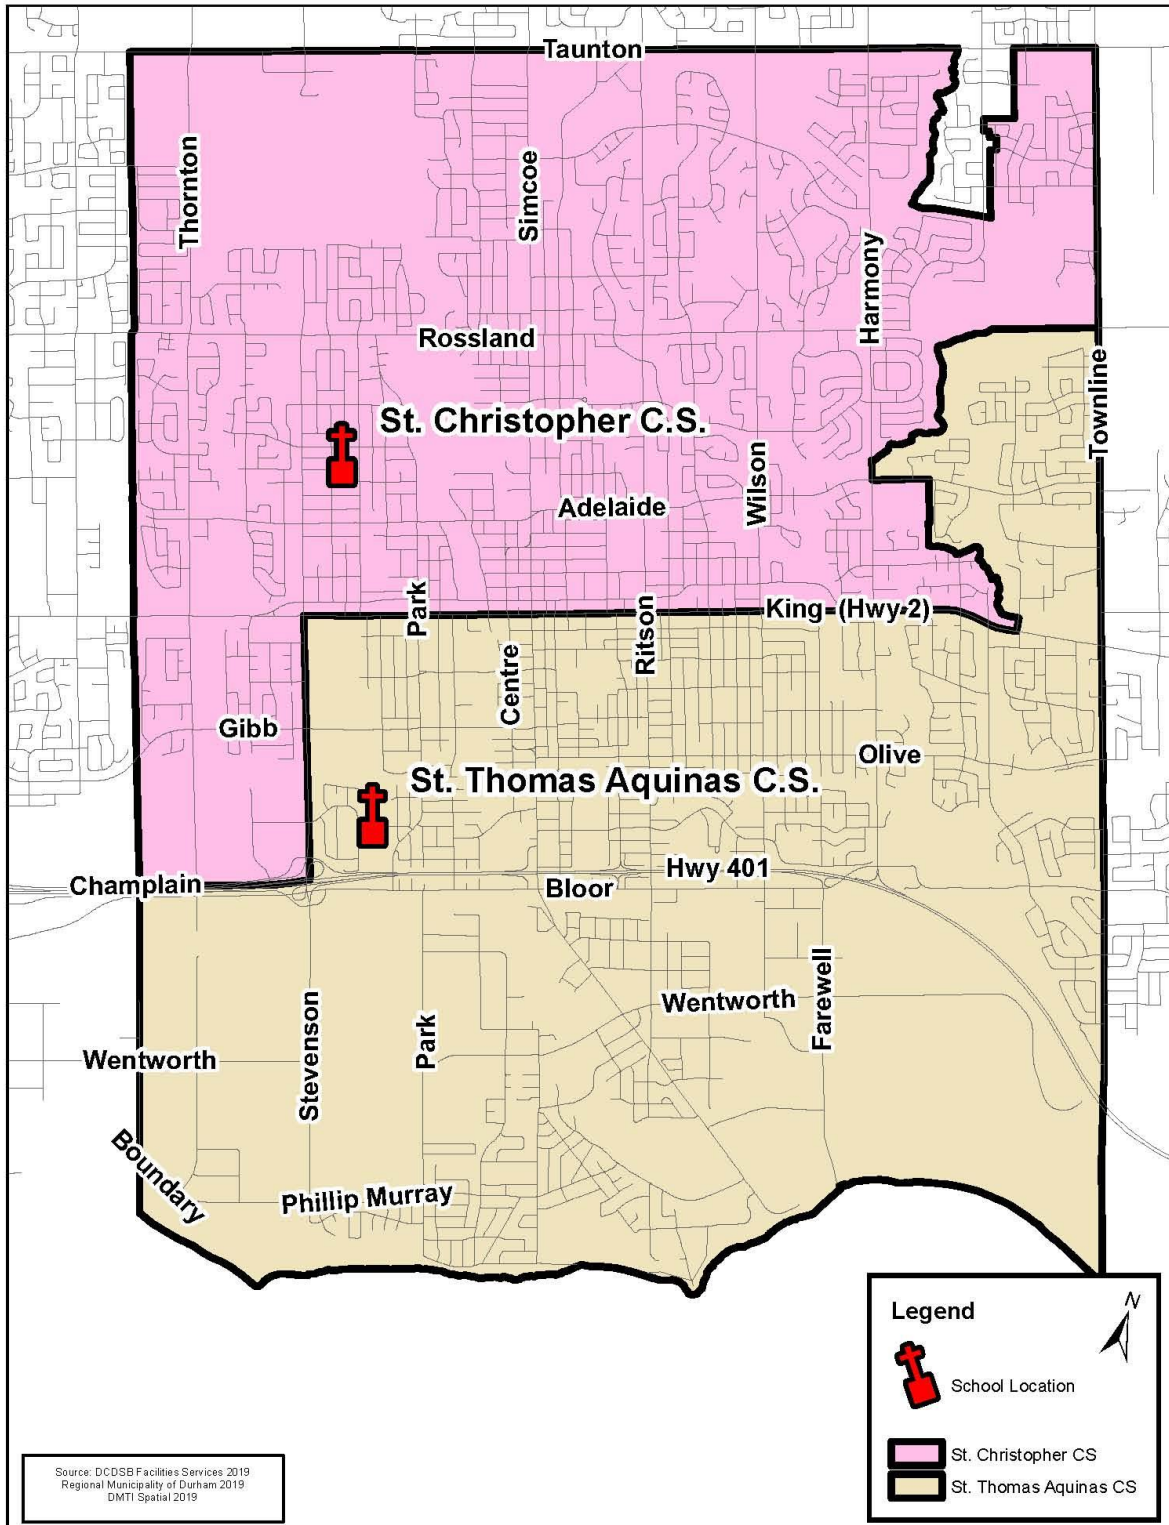 Taunton
Thornton
Simcoe
Harmony
Rossland
Townline
St. Christopher C.S.
Wilson
Adelaide
Park
King (Hwy 2)
Ritson
Centre
Gibb
Olive
St. Thomas Aquinas C.S.
Hwy 401
Champlain
Bloor
Farewell
Wentworth
Stevenson
Park
Wentworth
Boundary
Phillip Murray
Legend
N
School Location
St. Christopher CS
St. Thomas Aquinas CS
Source: DCDSB Facilities Services 2019
Regional Municipality of Durham 2019
DMTI Spatial 2019